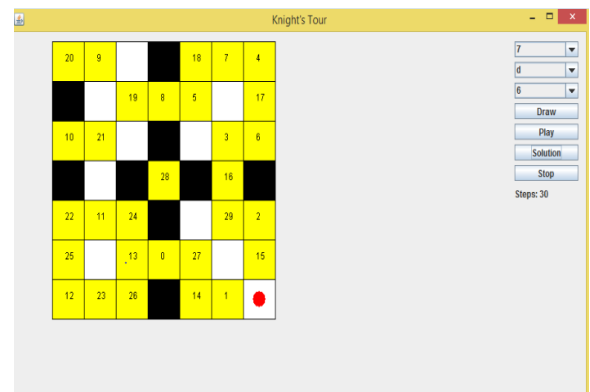 Knight's Tour
20 9 18 7 4
19 8 5 17
10 21 3 6
28 16
22 11 24 29 2
25 13 0 27 15
12 23 26 14 1
7
d
6
Draw
Play
Solution
Stop
Steps: 30